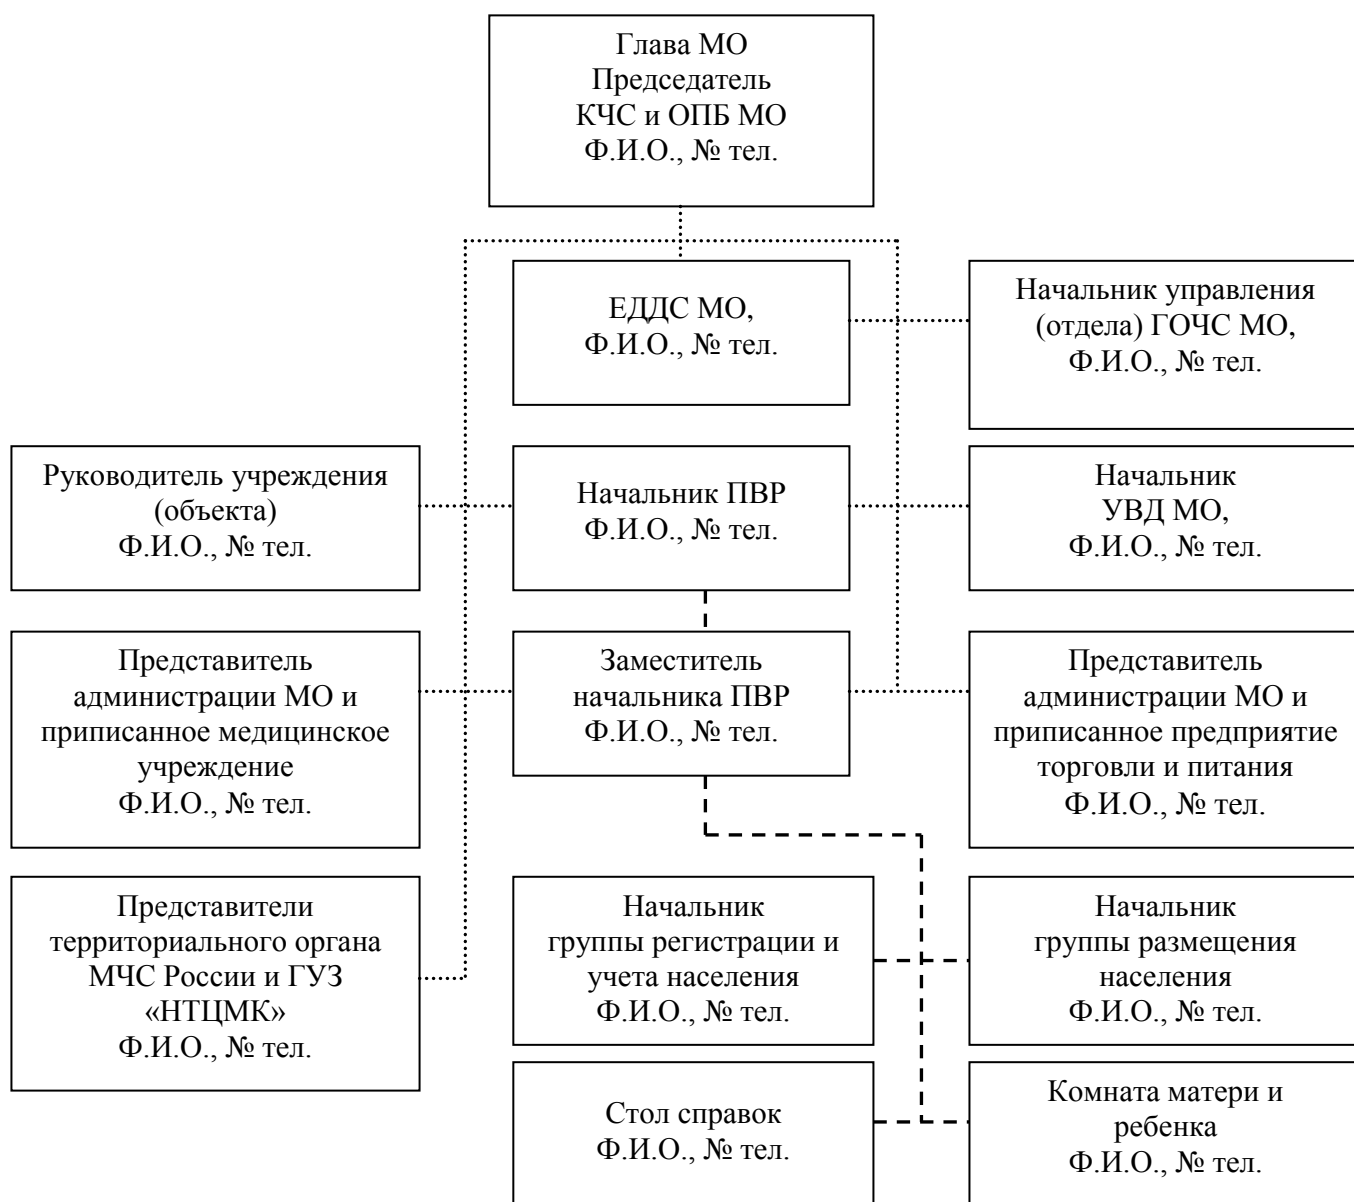 Глава МО
Председатель
КЧС и ОПБ МО
Ф.И.О., № тел.
ЕДДС МО,
Ф.И.О., № тел.
Начальник управления
(отдела) ГОЧС МО,
Ф.И.О., № тел.
Руководитель учреждения
(объекта)
Ф.И.О., № тел.
Начальник ПВР
Ф.И.О., № тел.
Начальник
УВД МО,
Ф.И.О., № тел.
Представитель
администрации МО и
приписанное медицинское
учреждение
Ф.И.О., № тел.
Заместитель
начальника ПВР
Ф.И.О., № тел.
Представитель
администрации МО и
приписанное предприятие
торговли и питания
Ф.И.О., № тел.
Представители
территориального органа
МЧС России и ГУЗ
«НТЦМК»
Ф.И.О., № тел.
Начальник
группы регистрации и
учета населения
Ф.И.О., № тел.
Начальник
группы размещения
населения
Ф.И.О., № тел.
Стол справок
Ф.И.О., № тел.
Комната матери и
ребенка
Ф.И.О., № тел.